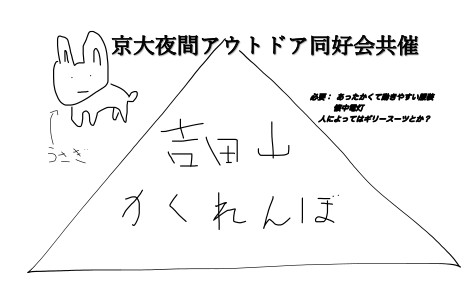 京大夜間アウトドア同好会共催
必要： あったかくて動きやすい服装
懐中電灯
人によってはギリースーツとか？
うさぎ
吉田山
かくれんぼ